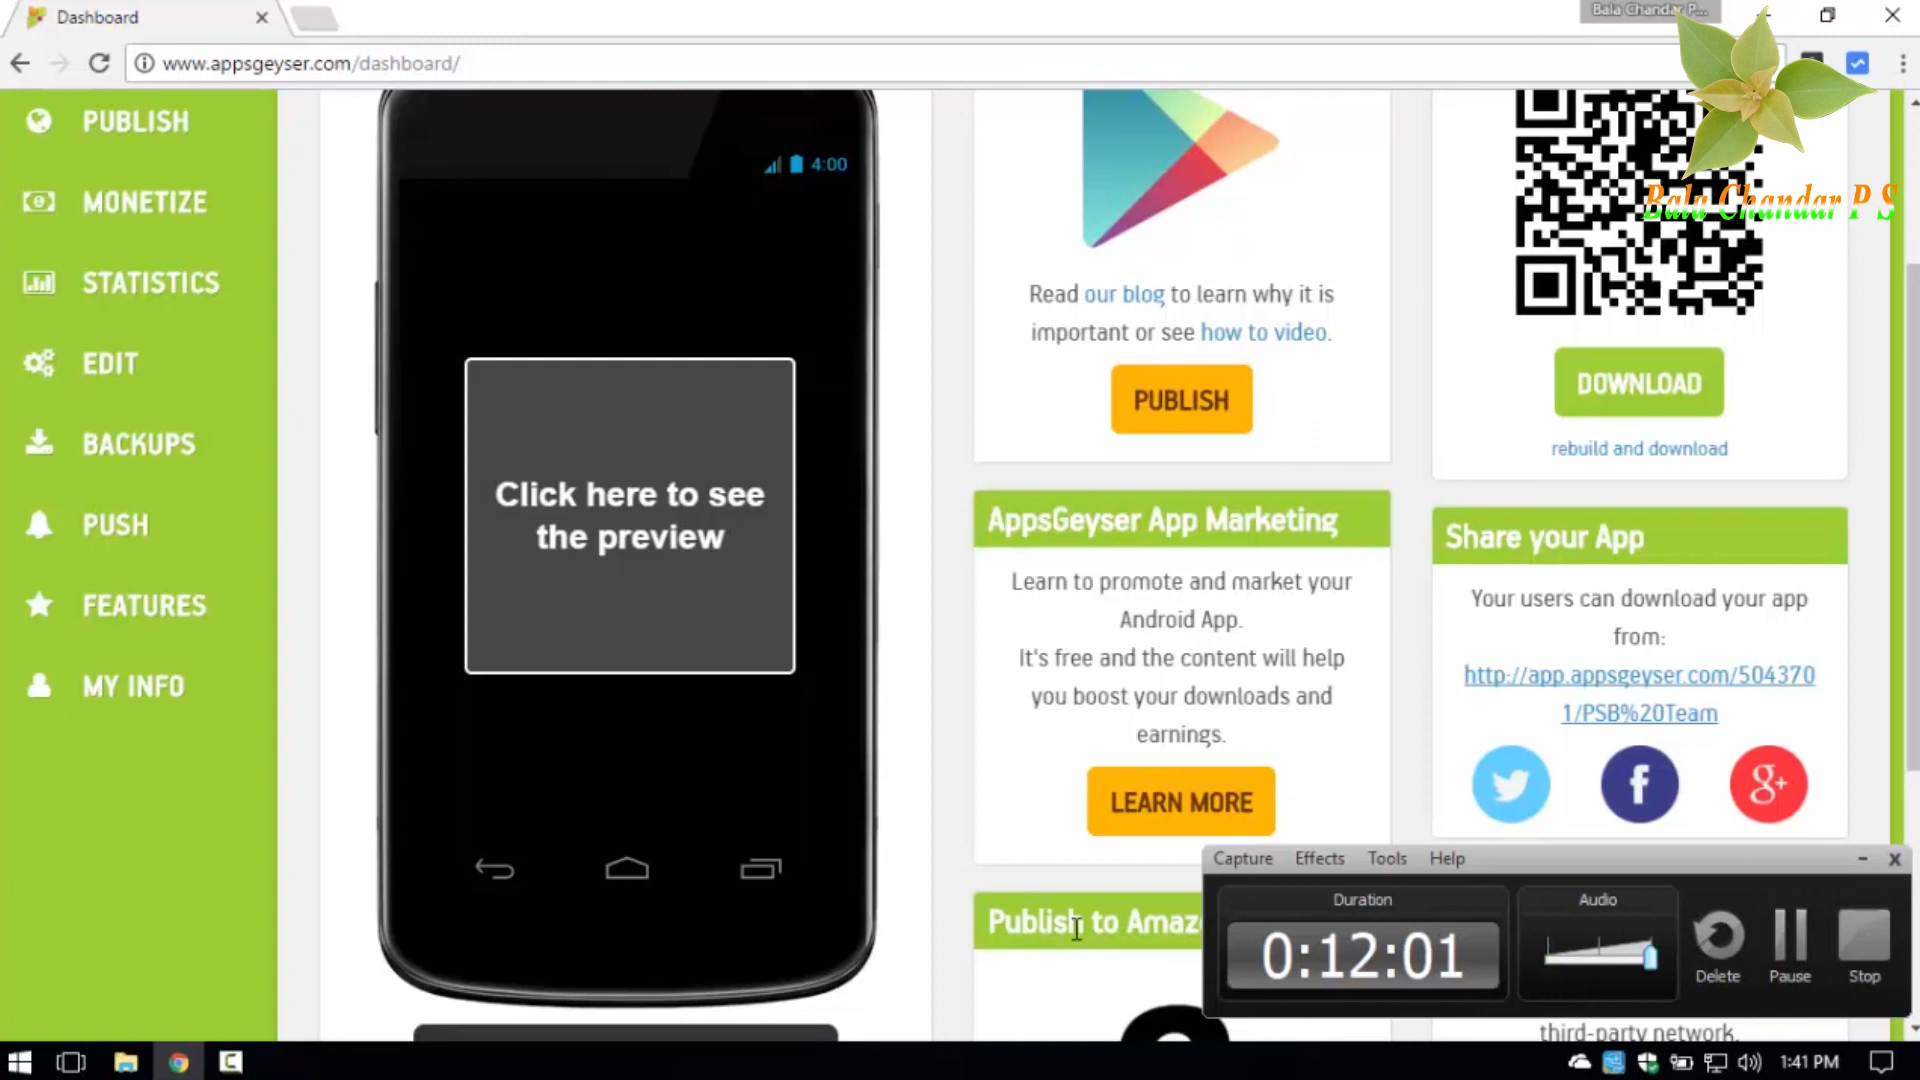 Dashboard
Bala Chandar P...
www.appsgeyser.com/dashboard/
Bala Chandar P S
PUBLISH
MONETIZE
STATISTICS
EDIT
BACKUPS
PUSH
FEATURES
MY INFO
4:00
Click here to see
the preview
Read our blog to learn why it is
important or see how to video.
PUBLISH
AppsGeyser App Marketing
Learn to promote and market your
Android App.
It's free and the content will help
you boost your downloads and
earnings.
LEARN MORE
Publish to Amaz
DOWNLOAD
rebuild and download
Share your App
Your users can download your app
from:
http://app.appsgeyser.com/504370
1/PSB%20Team
Capture Effects Tools Help
Duration
0:12:01
Audio
Delete Pause Stop
third-party network.
1:41 PM